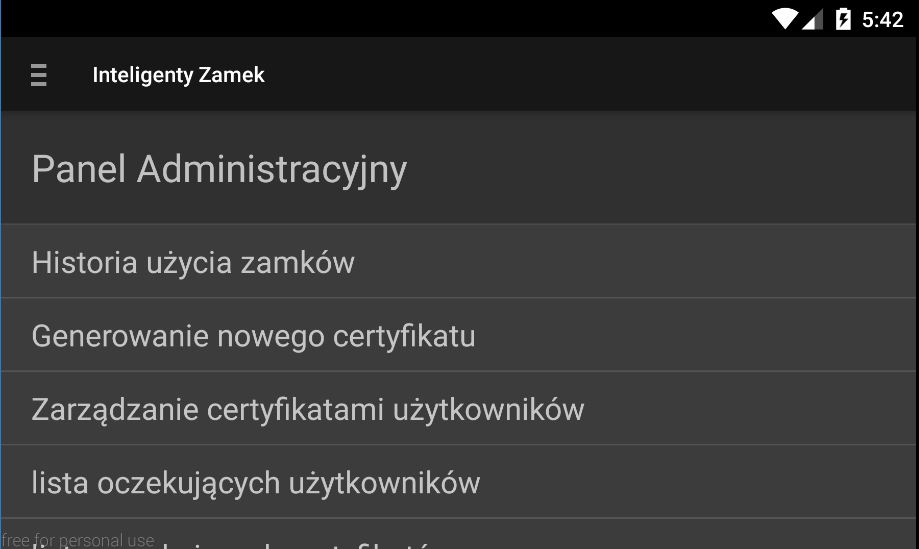 5:42
Inteligenty Zamek
Panel Administracyjny
Historia użycia zamków
Generowanie nowego certyfikatu
Zarządzanie certyfikatami użytkowników
lista oczekujących użytkowników
free for personal use